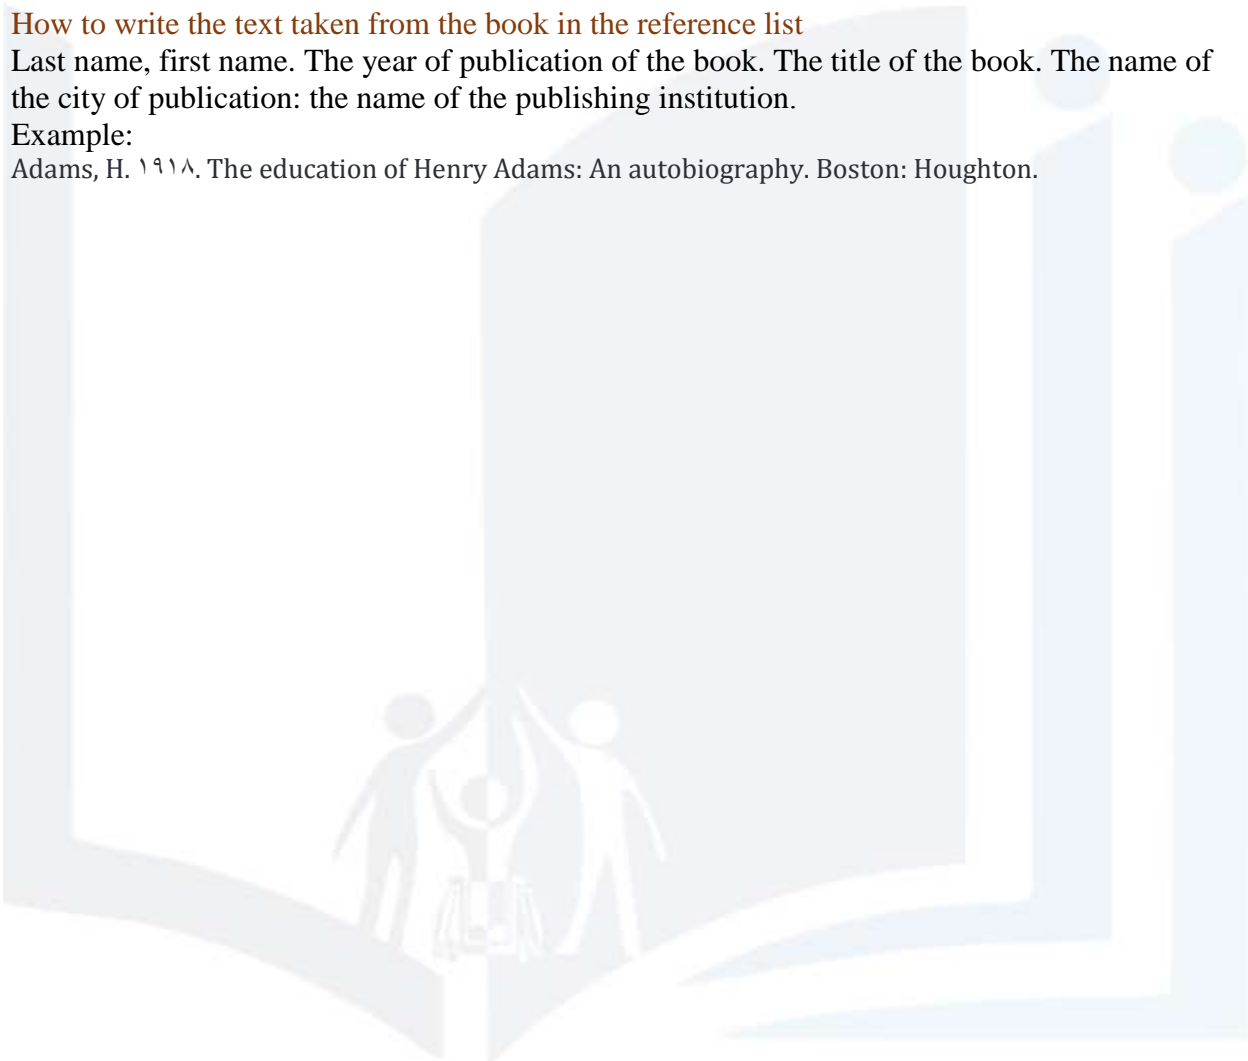 How to write the text taken from the book in the reference list
Last name, first name. The year of publication of the book. The title of the book. The name of
the city of publication: the name of the publishing institution.
Example:
Adams, H. ۱۹۱۸. The education of Henry Adams: An autobiography. Boston: Houghton.